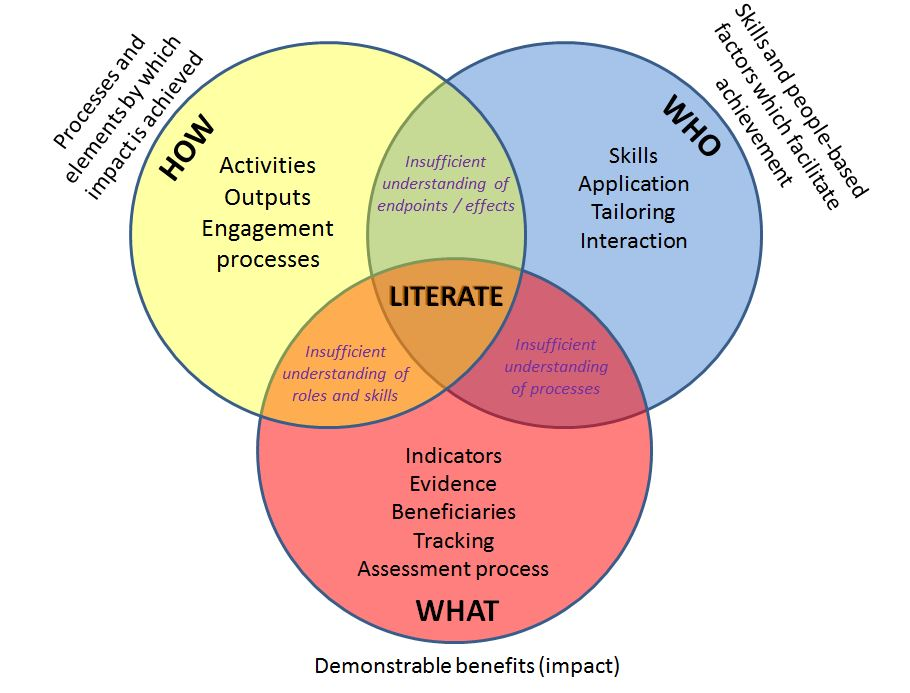 Processes and
elements by which
impact is achieved
HOW
Activities
Outputs
Engagement
processes
Insufficient
understanding of
endpoints / effects
Skills and people-based
factors which facilitate
achievement
WHO
Skills
Application
Tailoring
Interaction
LITERATE
Insufficient
understanding of
roles and skills
Insufficient
understanding
of processes
Indicators
Evidence
Beneficiaries
Tracking
Assessment process
WHAT
Demonstrable benefits (impact)